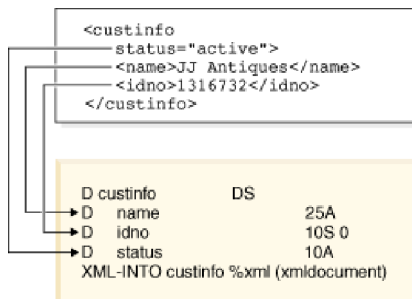 <custinfo
status="active">
<name>JJ Antiques</name>
<idno>1316732</idno>
</custinfo>
D custinfo DS
D name 25A
D idno 10S 0
D status 10A
XML-INTO custinfo %xml (xmldocument)